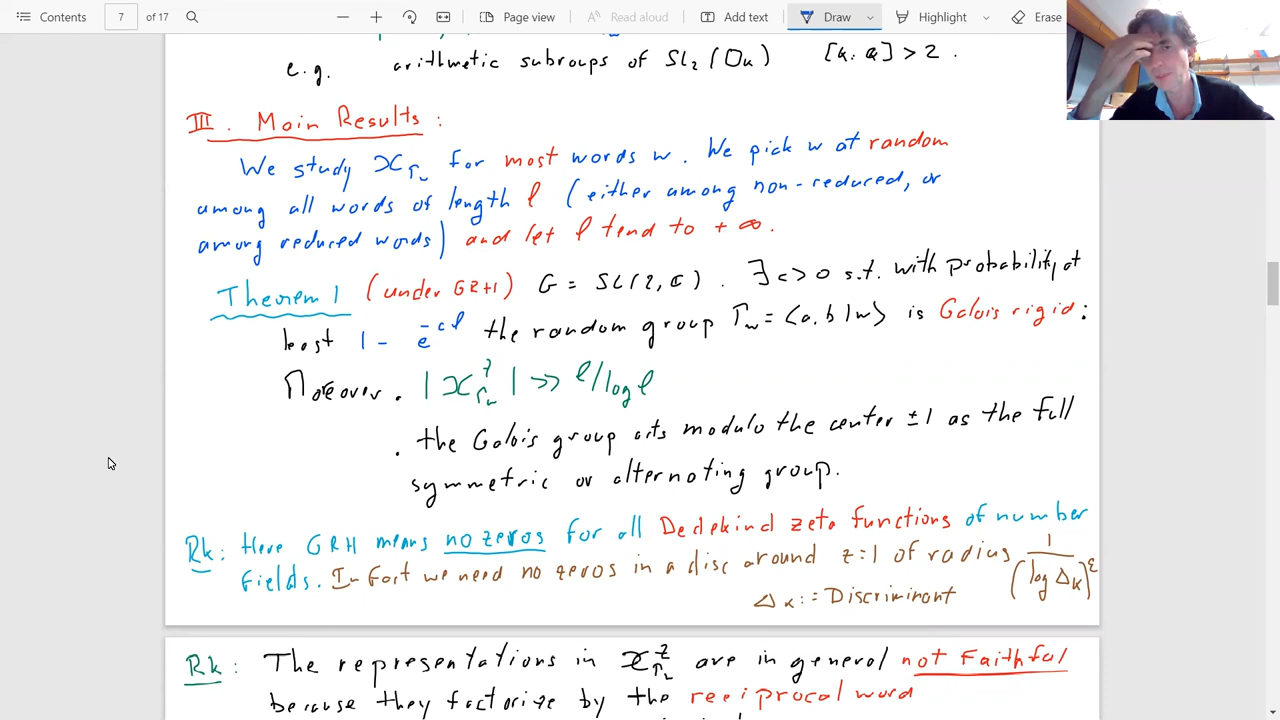 Contents 7 of 17 Page view Read aloud Add text Draw Highlight Erase
e.g. arithmetic subgroups of SL₂(O_k) [k:Q]>2.
III. Main Results:
We study X_Γw for most words w. We pick w at random
among all words of length ℓ (either among non-reduced, or
among reduced words) and let ℓ tend to +∞.
Theorem 1 (under GRH) G = SL(2,C). ∃c>0 s.t. with probability at
least 1 - e^{-cℓ} the random group Γ_w = <a,b|w> is Galois rigid:
Moreover. |X^z_Γw| >> ℓ/log ℓ
. the Galois group acts modulo the center ±1 as the full
symmetric or alternating group.
Rk: Here GRH means no zeros for all Dedekind zeta functions of number
fields. In fact we need no zeros in a disc around z=1 of radius 1/(log Δ_K)^ε
Δ_K := Discriminant
Rk: The representations in X^z_Γw are in general not faithful
because they factorize by the reciprocal word